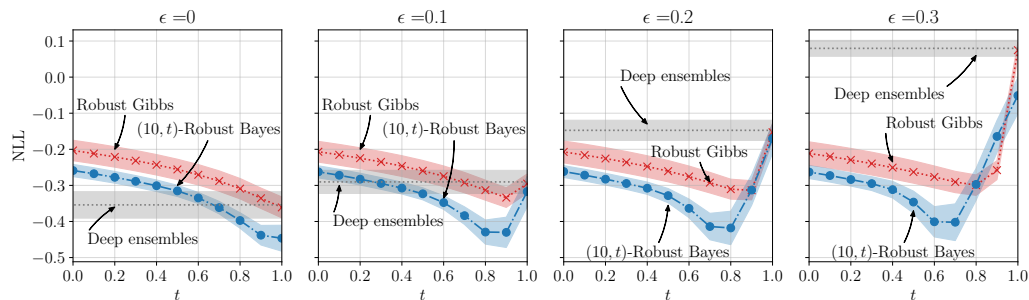 ϵ =0
ϵ =0.1
ϵ =0.2
ϵ =0.3
NLL
0.1
0.0
−0.1
−0.2
−0.3
−0.4
−0.5
Robust Gibbs
(10, t)-Robust Bayes
Deep ensembles
0.0 0.2 0.4 0.6 0.8 1.0
t
Robust Gibbs
(10, t)-Robust Bayes
Deep ensembles
0.0 0.2 0.4 0.6 0.8 1.0
t
Deep ensembles
Robust Gibbs
(10, t)-Robust Bayes
0.0 0.2 0.4 0.6 0.8 1.0
t
Deep ensembles
Robust Gibbs
(10, t)-Robust Bayes
0.0 0.2 0.4 0.6 0.8 1.0
t